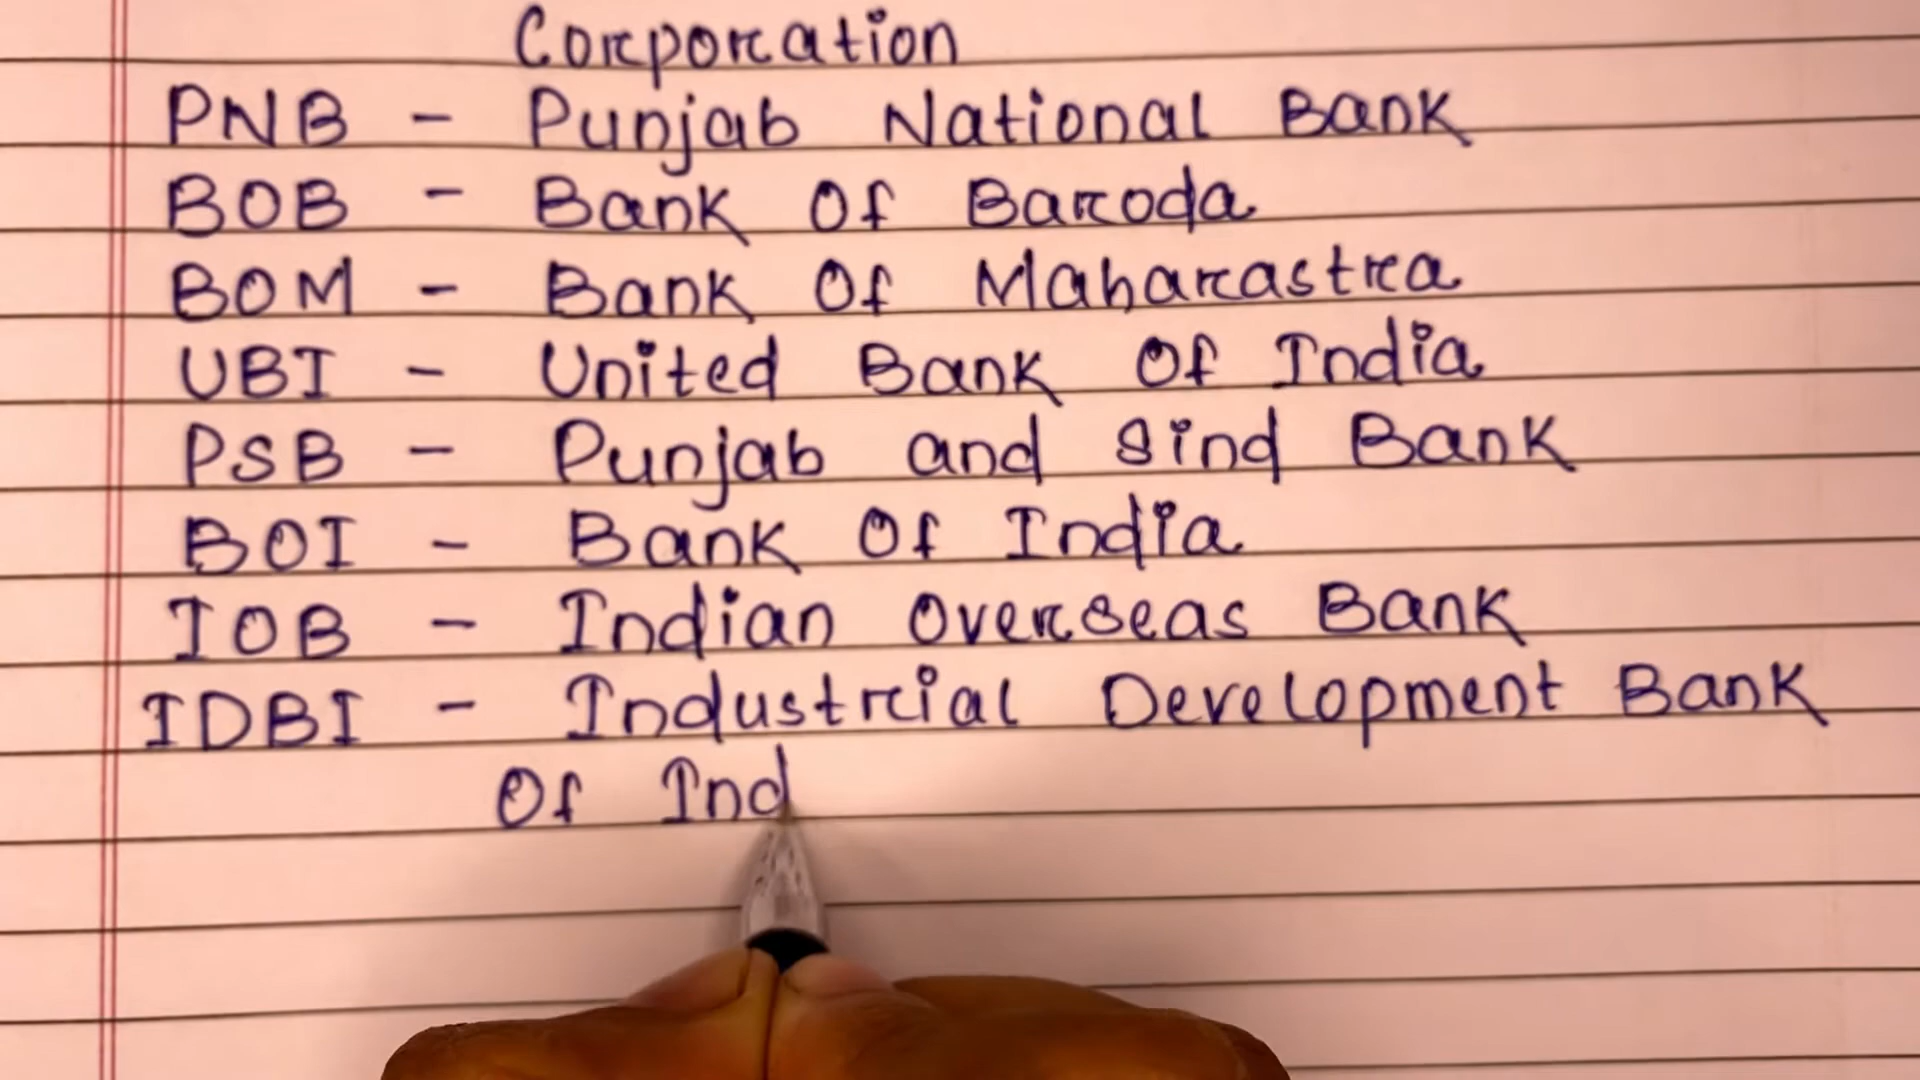 Corporation
PNB - Punjab National Bank
BOB - Bank Of Baroda
BOM - Bank Of Maharastra
UBI - United Bank Of India
PSB - Punjab and Sind Bank
BOI - Bank Of India
IOB - Indian Overseas Bank
IDBI - Industrial Development Bank
Of Ind